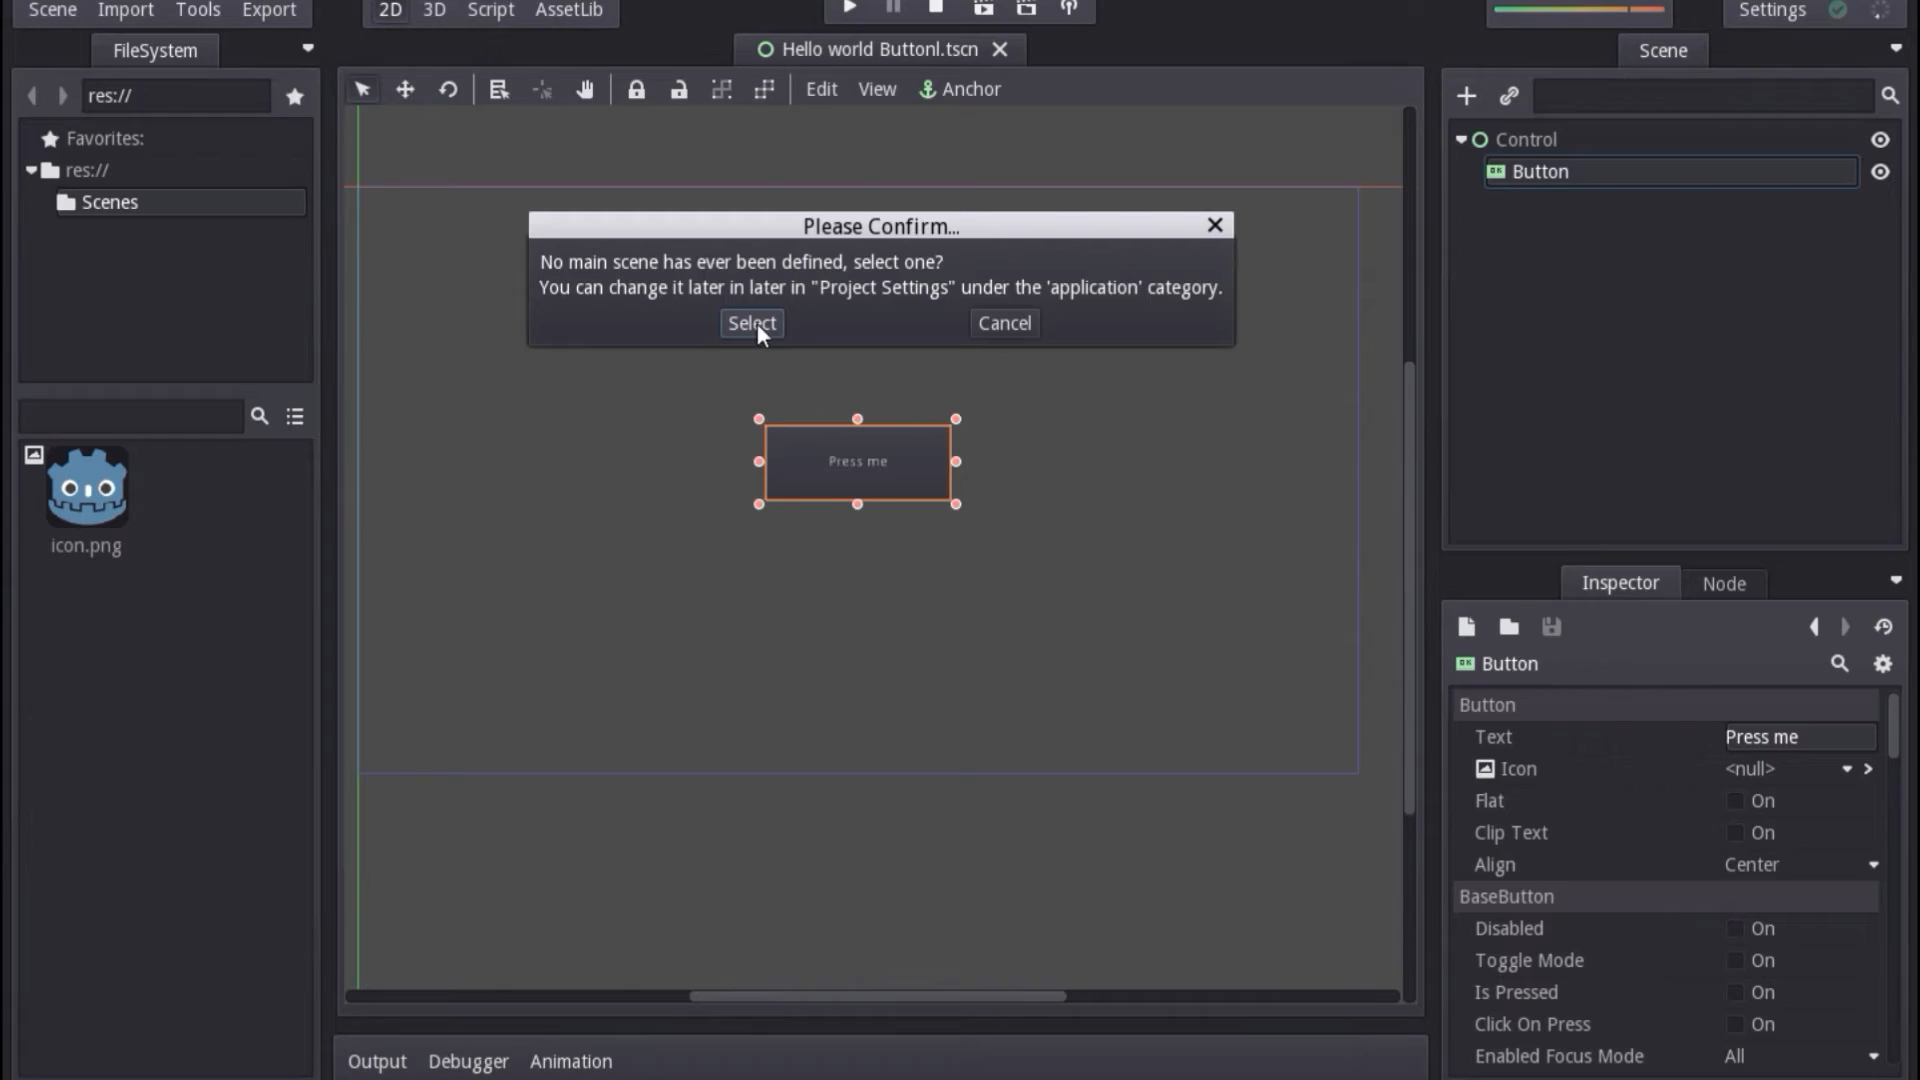 Scene Import Tools Export
2D 3D Script AssetLib
Settings
FileSystem
Hello world Buttonl.tscn
Scene
res://
Edit View Anchor
Favorites:
res://
Scenes
Control
Button
Please Confirm...
No main scene has ever been defined, select one?
You can change it later in later in "Project Settings" under the 'application' category.
Select
Cancel
Press me
icon.png
Inspector Node
Button
Button
Text Press me
Icon <null>
Flat On
Clip Text On
Align Center
BaseButton
Disabled On
Toggle Mode On
Is Pressed On
Click On Press On
Enabled Focus Mode All
Output Debugger Animation